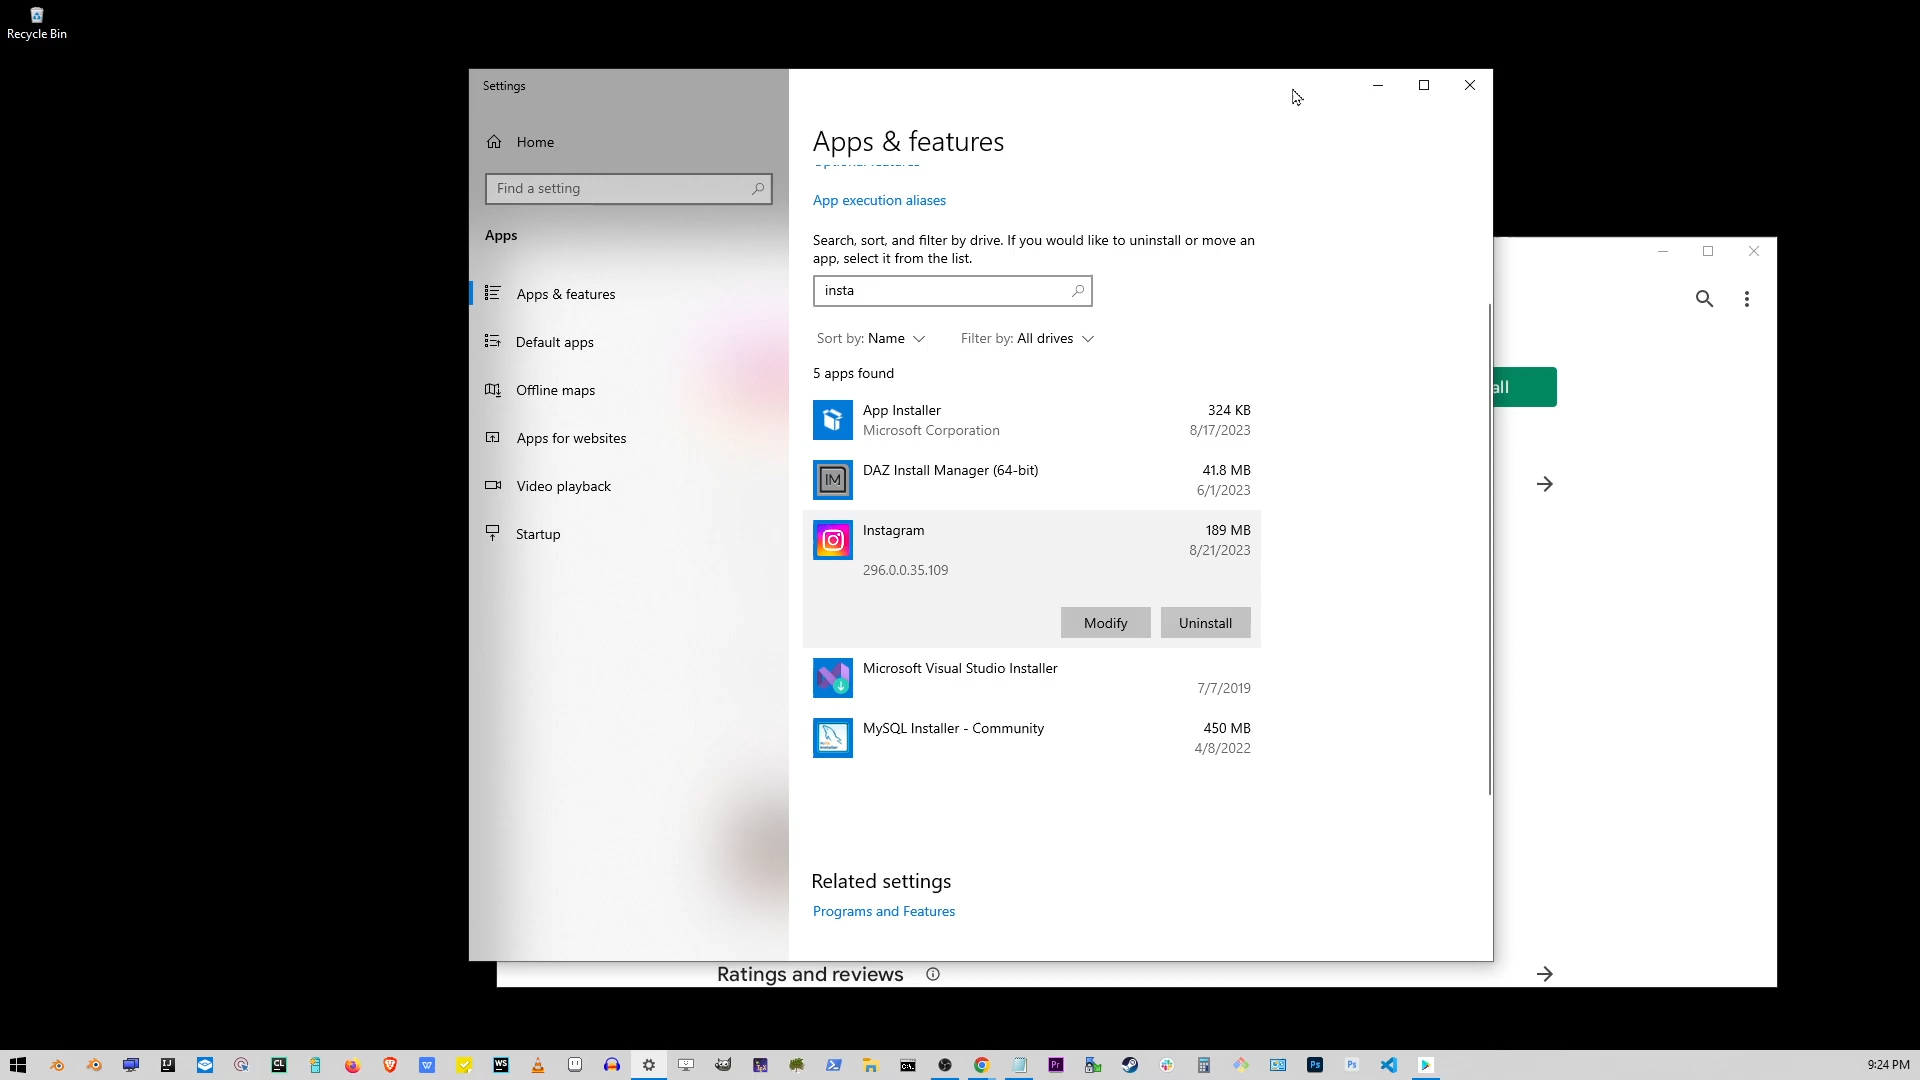 Recycle Bin
Settings
Home
Find a setting
Apps
Apps & features
Default apps
Offline maps
Apps for websites
Video playback
Startup
Apps & features
App execution aliases
Search, sort, and filter by drive. If you would like to uninstall or move an
app, select it from the list.
insta
Sort by: Name
Filter by: All drives
5 apps found
App Installer
324 KB
Microsoft Corporation
8/17/2023
DAZ Install Manager (64-bit)
41.8 MB
6/1/2023
Instagram
189 MB
8/21/2023
296.0.0.35.109
Modify
Uninstall
Microsoft Visual Studio Installer
7/7/2019
MySQL Installer - Community
450 MB
4/8/2022
Related settings
Programs and Features
all
Ratings and reviews
9:24 PM